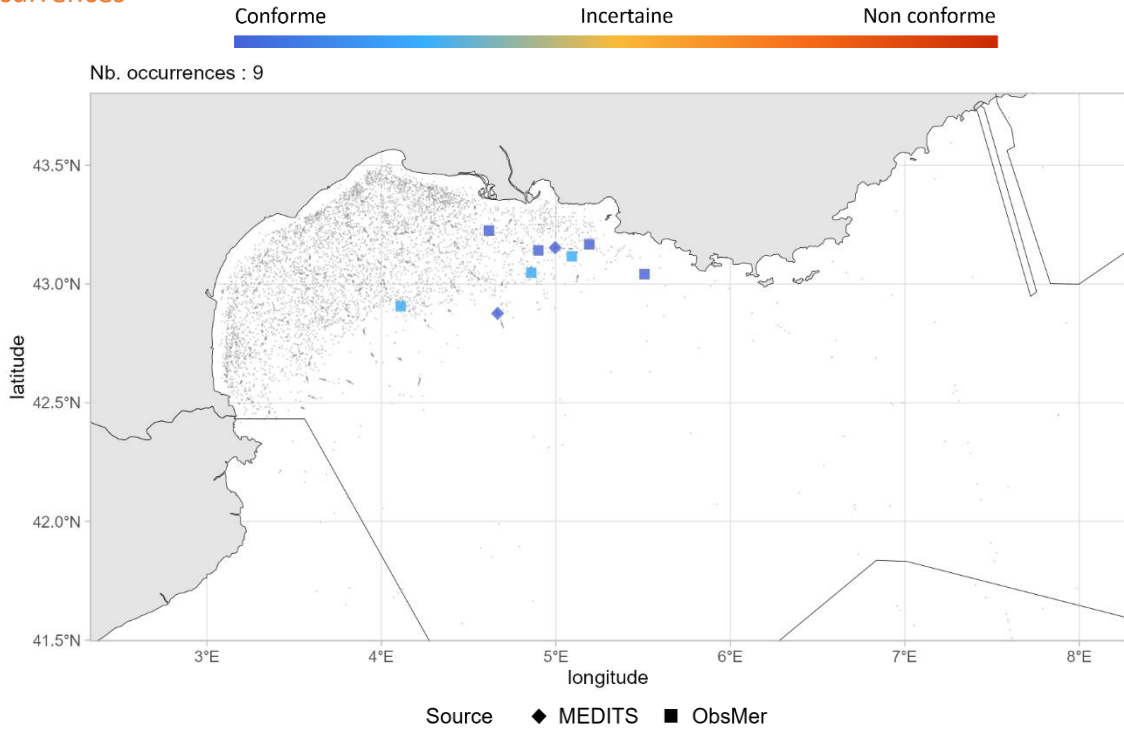 Conforme Incertaine Non conforme
Nb. occurrences : 9
43.5°N
43.0°N
42.5°N
42.0°N
41.5°N
latitude
3°E 4°E 5°E 6°E 7°E 8°E
longitude
Source MEDITS ObsMer